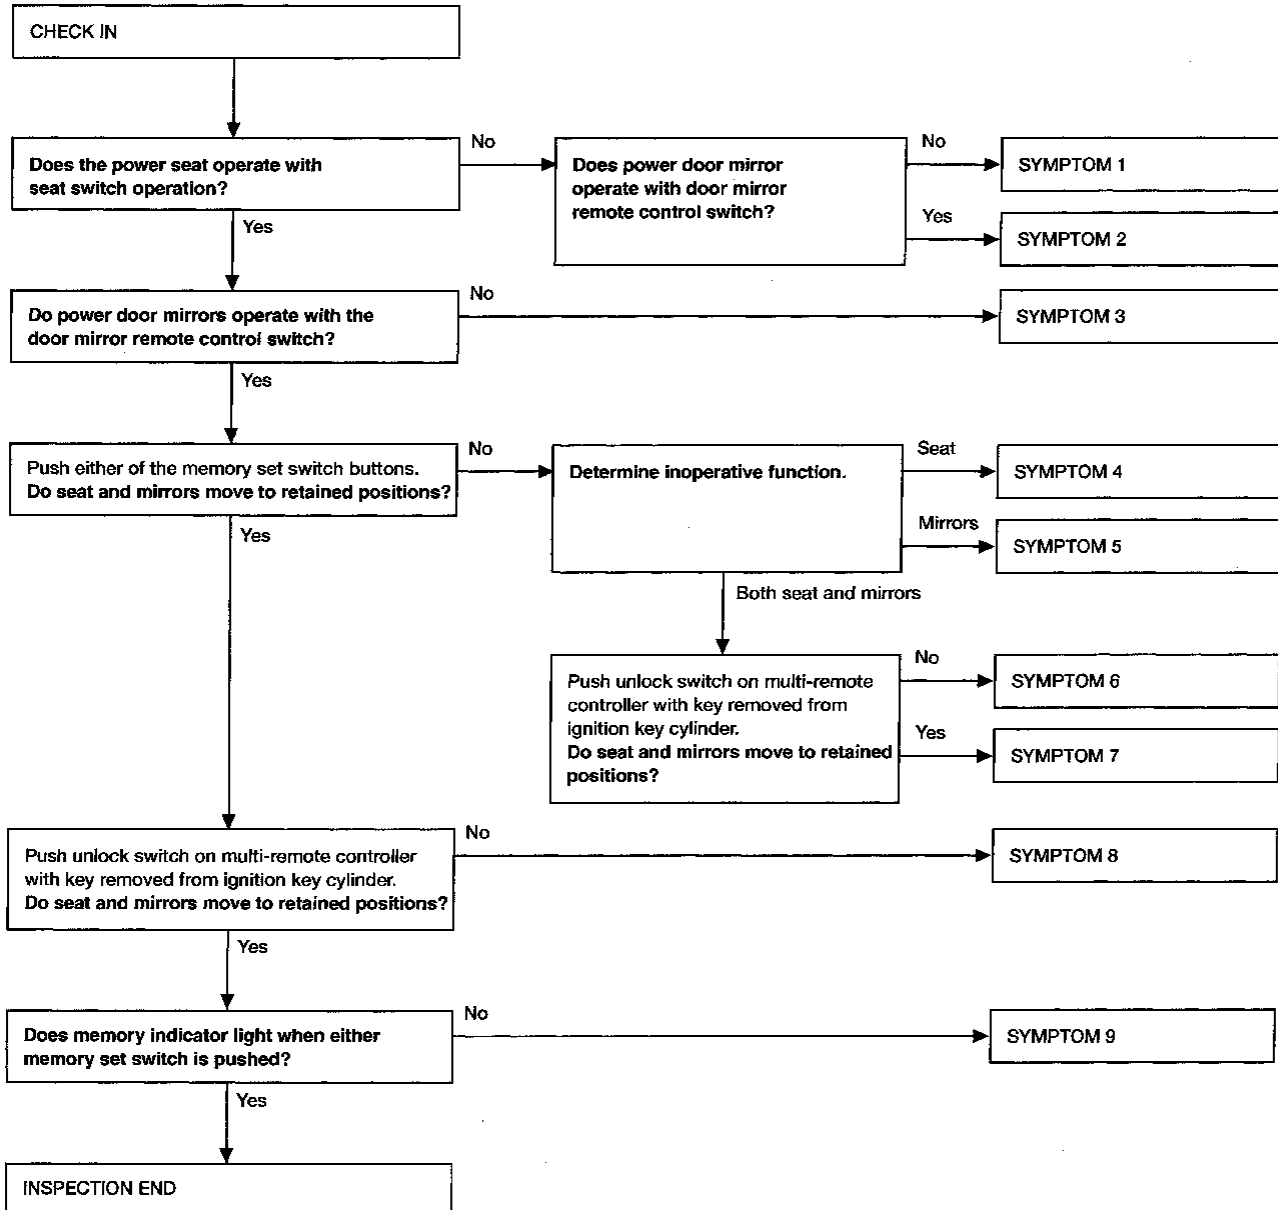 CHECK IN
Does the power seat operate with
seat switch operation?
No
Does power door mirror
operate with door mirror
remote control switch?
No
SYMPTOM 1
Yes
SYMPTOM 2
Yes
Do power door mirrors operate with the
door mirror remote control switch?
No
SYMPTOM 3
Yes
Push either of the memory set switch buttons.
Do seat and mirrors move to retained positions?
No
Determine inoperative function.
Seat
SYMPTOM 4
Mirrors
SYMPTOM 5
Yes
Both seat and mirrors
Push unlock switch on multi-remote
controller with key removed from
ignition key cylinder.
Do seat and mirrors move to retained
positions?
No
SYMPTOM 6
Yes
SYMPTOM 7
Push unlock switch on multi-remote controller
with key removed from ignition key cylinder.
Do seat and mirrors move to retained positions?
No
SYMPTOM 8
Yes
Does memory indicator light when either
memory set switch is pushed?
No
SYMPTOM 9
Yes
INSPECTION END